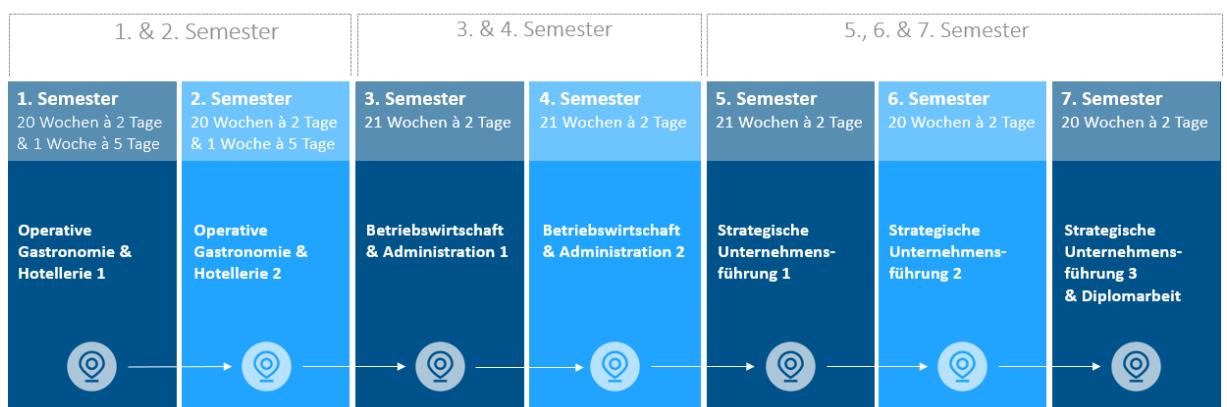 1. & 2. Semester
3. & 4. Semester
5., 6. & 7. Semester
1. Semester
20 Wochen à 2 Tage
& 1 Woche à 5 Tage
2. Semester
20 Wochen à 2 Tage
& 1 Woche à 5 Tage
3. Semester
21 Wochen à 2 Tage
4. Semester
21 Wochen à 2 Tage
5. Semester
21 Wochen à 2 Tage
6. Semester
20 Wochen à 2 Tage
7. Semester
20 Wochen à 2 Tage
Operative
Gastronomie &
Hotellerie 1
Operative
Gastronomie &
Hotellerie 2
Betriebswirtschaft
& Administration 1
Betriebswirtschaft
& Administration 2
Strategische
Unternehmens-
führung 1
Strategische
Unternehmens-
führung 2
Strategische
Unternehmens-
führung 3
& Diplomarbeit